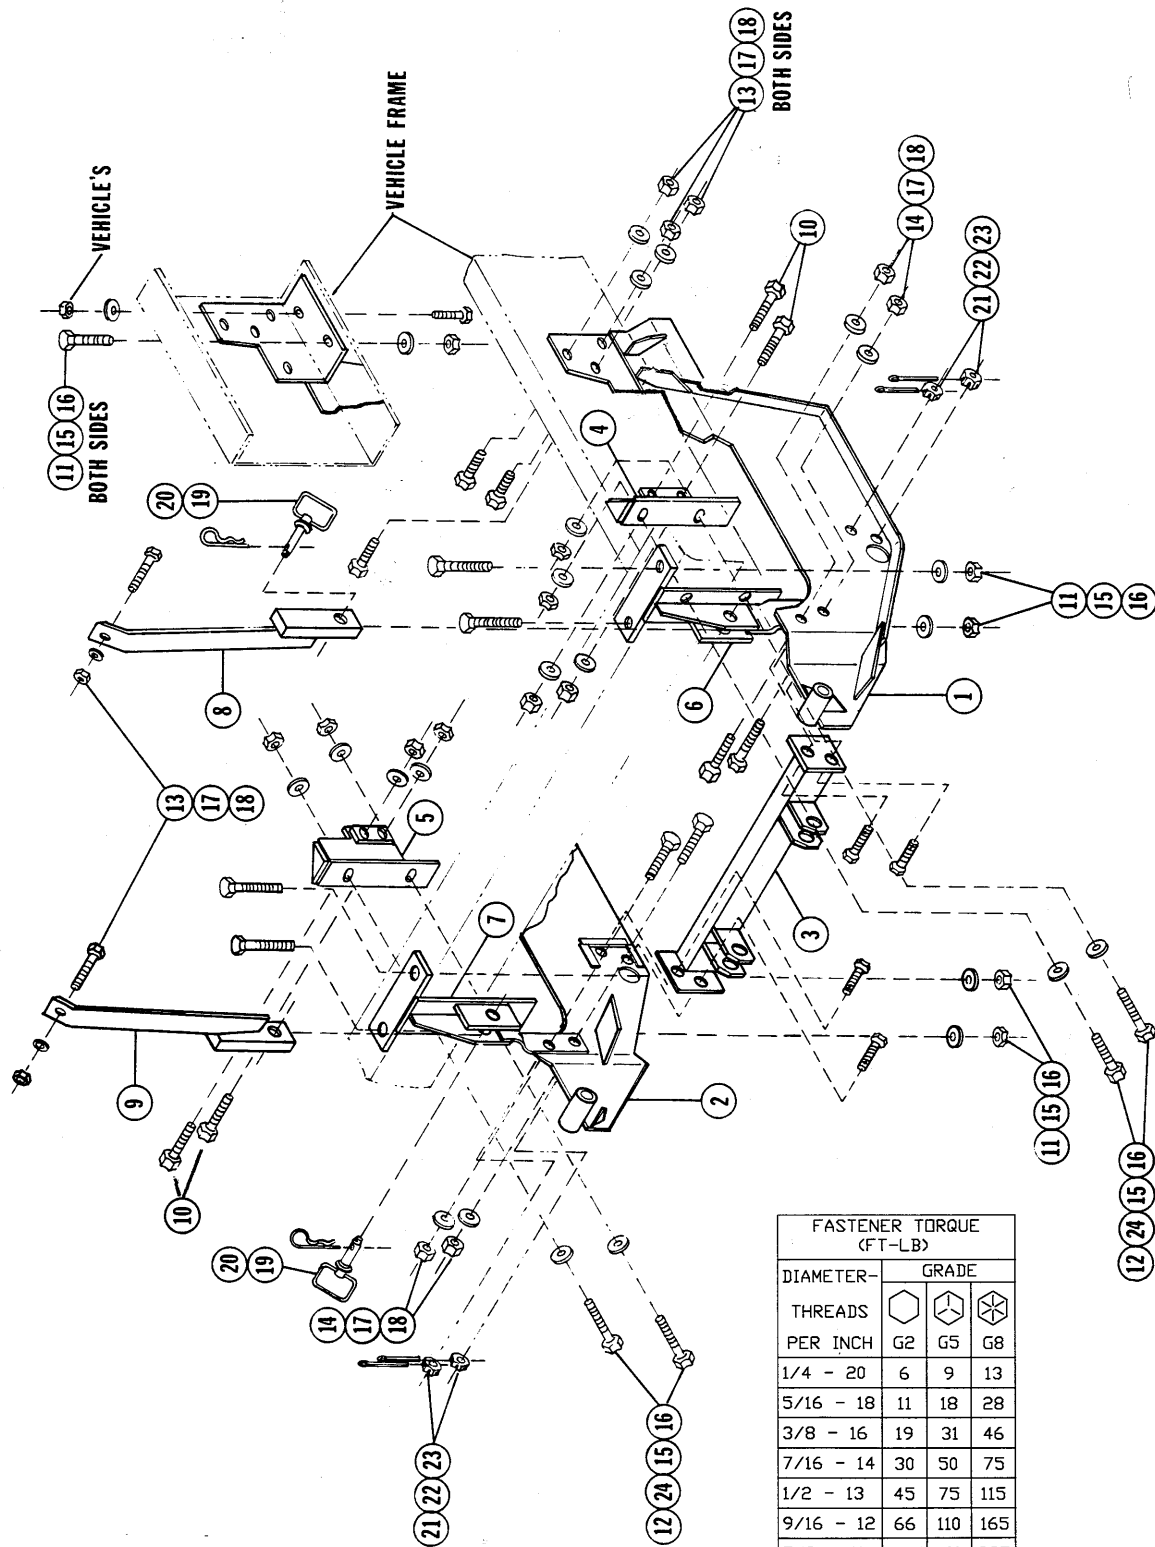 VEHICLE'S
VEHICLE FRAME
13 17 18
BOTH SIDES
11 15 16
BOTH SIDES
20 19
8
13 17 18
5
7
9
10
20 19
14 17 18
21 22 23
12 24 15 16
2
3
11 15 16
12 24 15 16
1
6
4
11 15 16
10
14 17 18
21 22 23
FASTENER TORQUE
(FT-LB)
DIAMETER- GRADE
THREADS
PER INCH G2 G5 G8
1/4 - 20 6 9 13
5/16 - 18 11 18 28
3/8 - 16 19 31 46
7/16 - 14 30 50 75
1/2 - 13 45 75 115
9/16 - 12 66 110 165